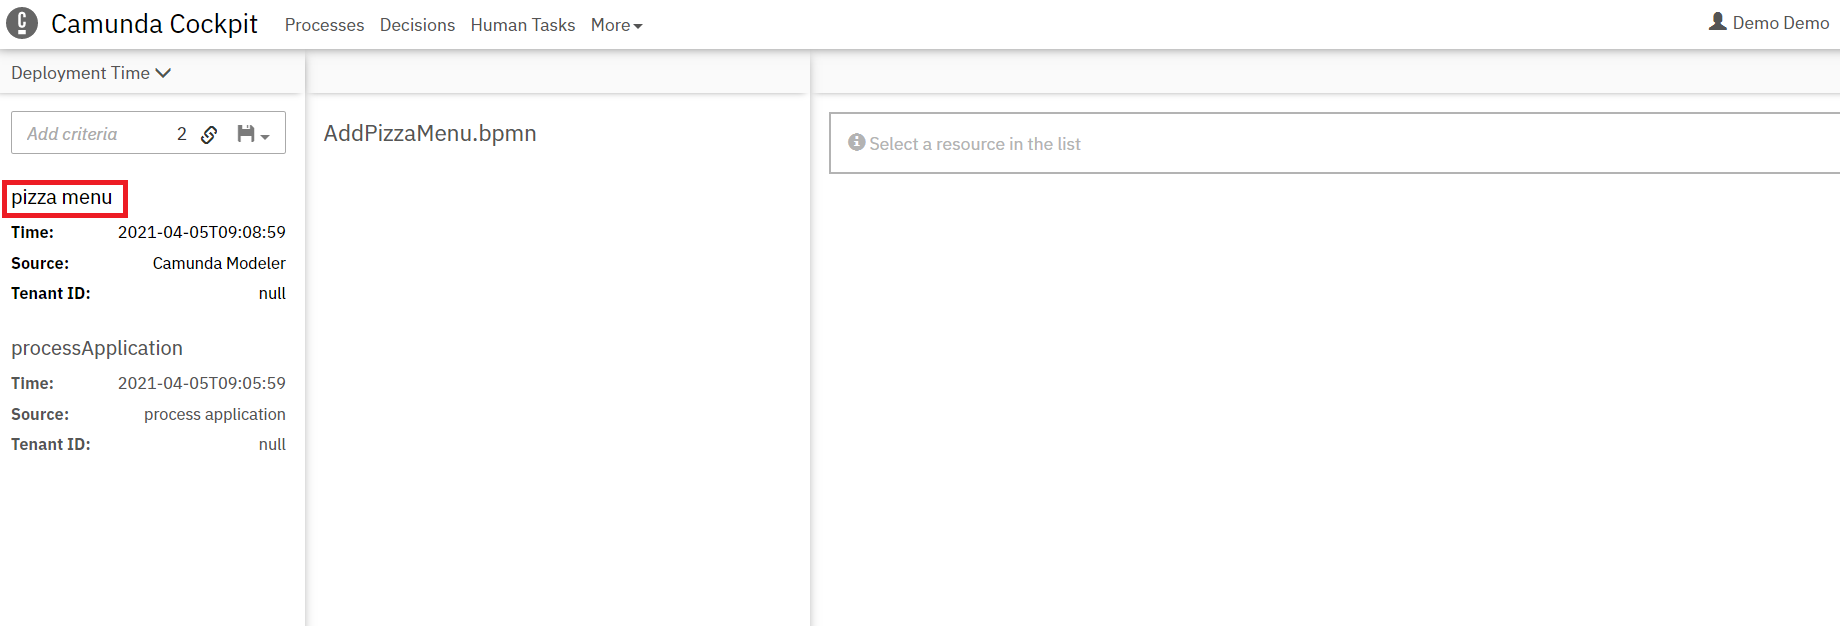 Camunda Cockpit Processes Decisions Human Tasks More Demo Demo
Deployment Time
Add criteria 2
pizza menu
Time: 2021-04-05T09:08:59
Source: Camunda Modeler
Tenant ID: null
processApplication
Time: 2021-04-05T09:05:59
Source: process application
Tenant ID: null
AddPizzaMenu.bpmn
Select a resource in the list